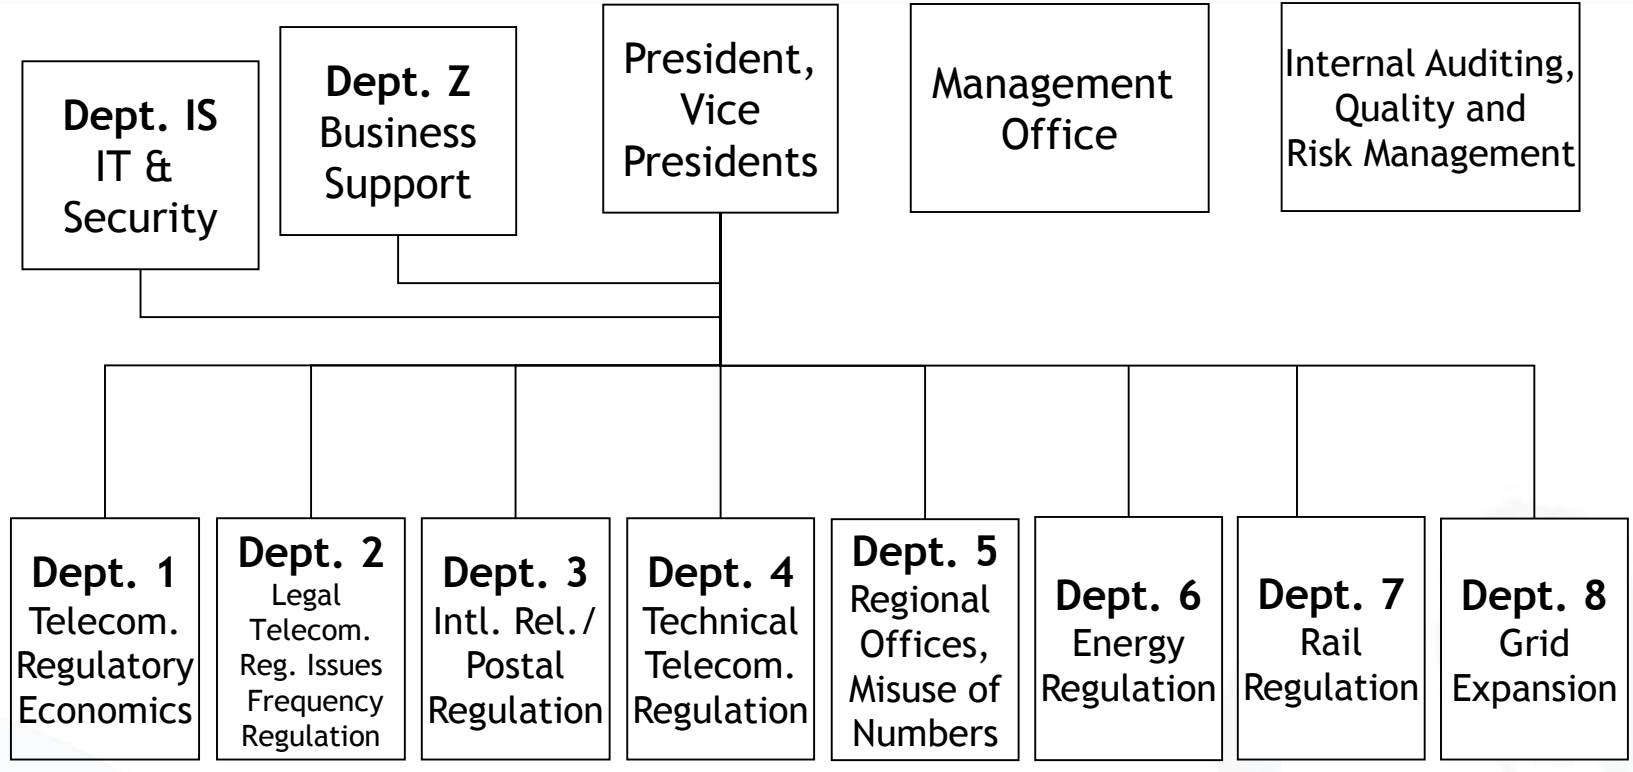 Dept. IS
IT &
Security
Dept. Z
Business
Support
President,
Vice
Presidents
Management
Office
Internal Auditing,
Quality and
Risk Management
Dept. 1
Telecom.
Regulatory
Economics
Dept. 2
Legal
Telecom.
Reg. Issues
Frequency
Regulation
Dept. 3
Intl. Rel./
Postal
Regulation
Dept. 4
Technical
Telecom.
Regulation
Dept. 5
Regional
Offices,
Misuse of
Numbers
Dept. 6
Energy
Regulation
Dept. 7
Rail
Regulation
Dept. 8
Grid
Expansion